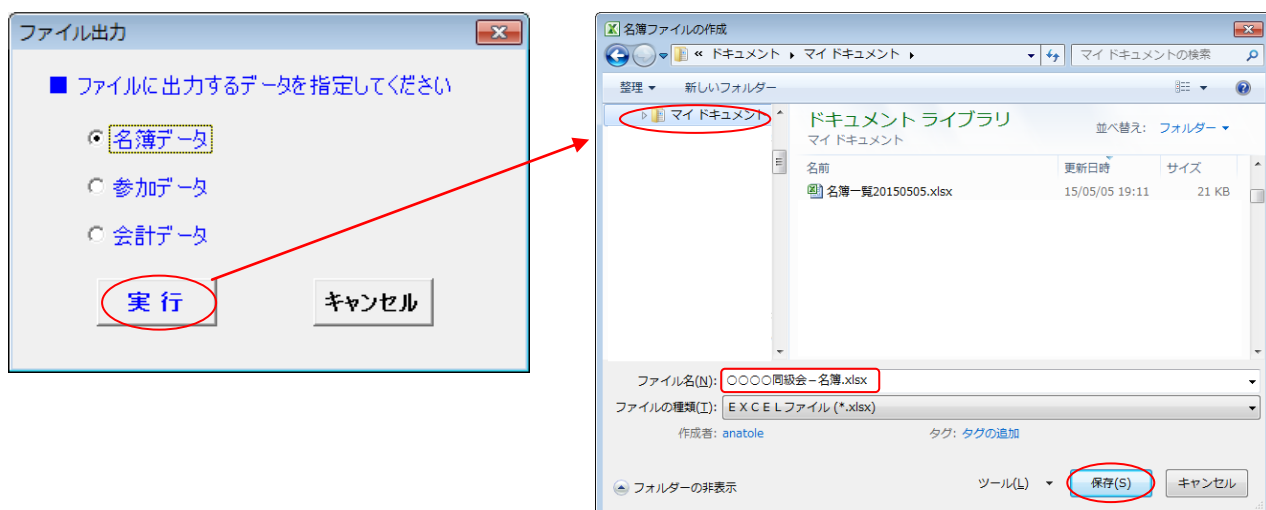 ファイル出力
■ ファイルに出力するデータを指定してください
名簿データ
参加データ
会計データ
実 行
キャンセル
名簿ファイルの作成
« ドキュメント マイ ドキュメント
マイ ドキュメントの検索
整理 新しいフォルダー
マイ ドキュメント
ドキュメント ライブラリ
マイ ドキュメント
並べ替え: フォルダー
名前 更新日時 サイズ
名簿一覧20150505.xlsx 15/05/05 19:11 21 KB
ファイル名(N): ○○○○同級会－名簿.xlsx
ファイルの種類(T): ＥＸＣＥＬファイル (*.xlsx)
作成者: anatole タグ: タグの追加
フォルダーの非表示
ツール(L)
保存(S)
キャンセル